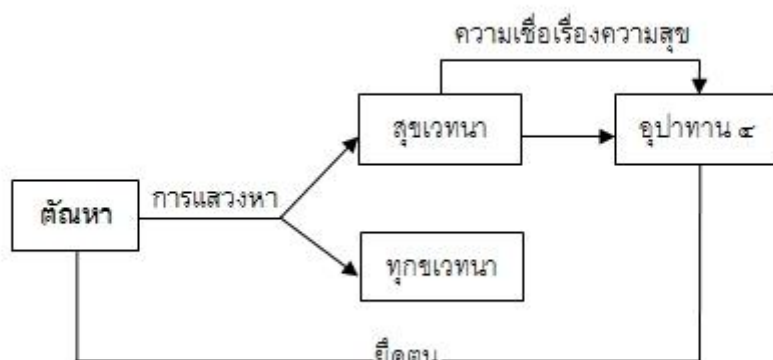 ความเชื่อเรื่องความสุข
สุขเวทนา
อุปาทาน ๔
ตัณหา
การแสวงหา
ทุกขเวทนา
ยึดตน